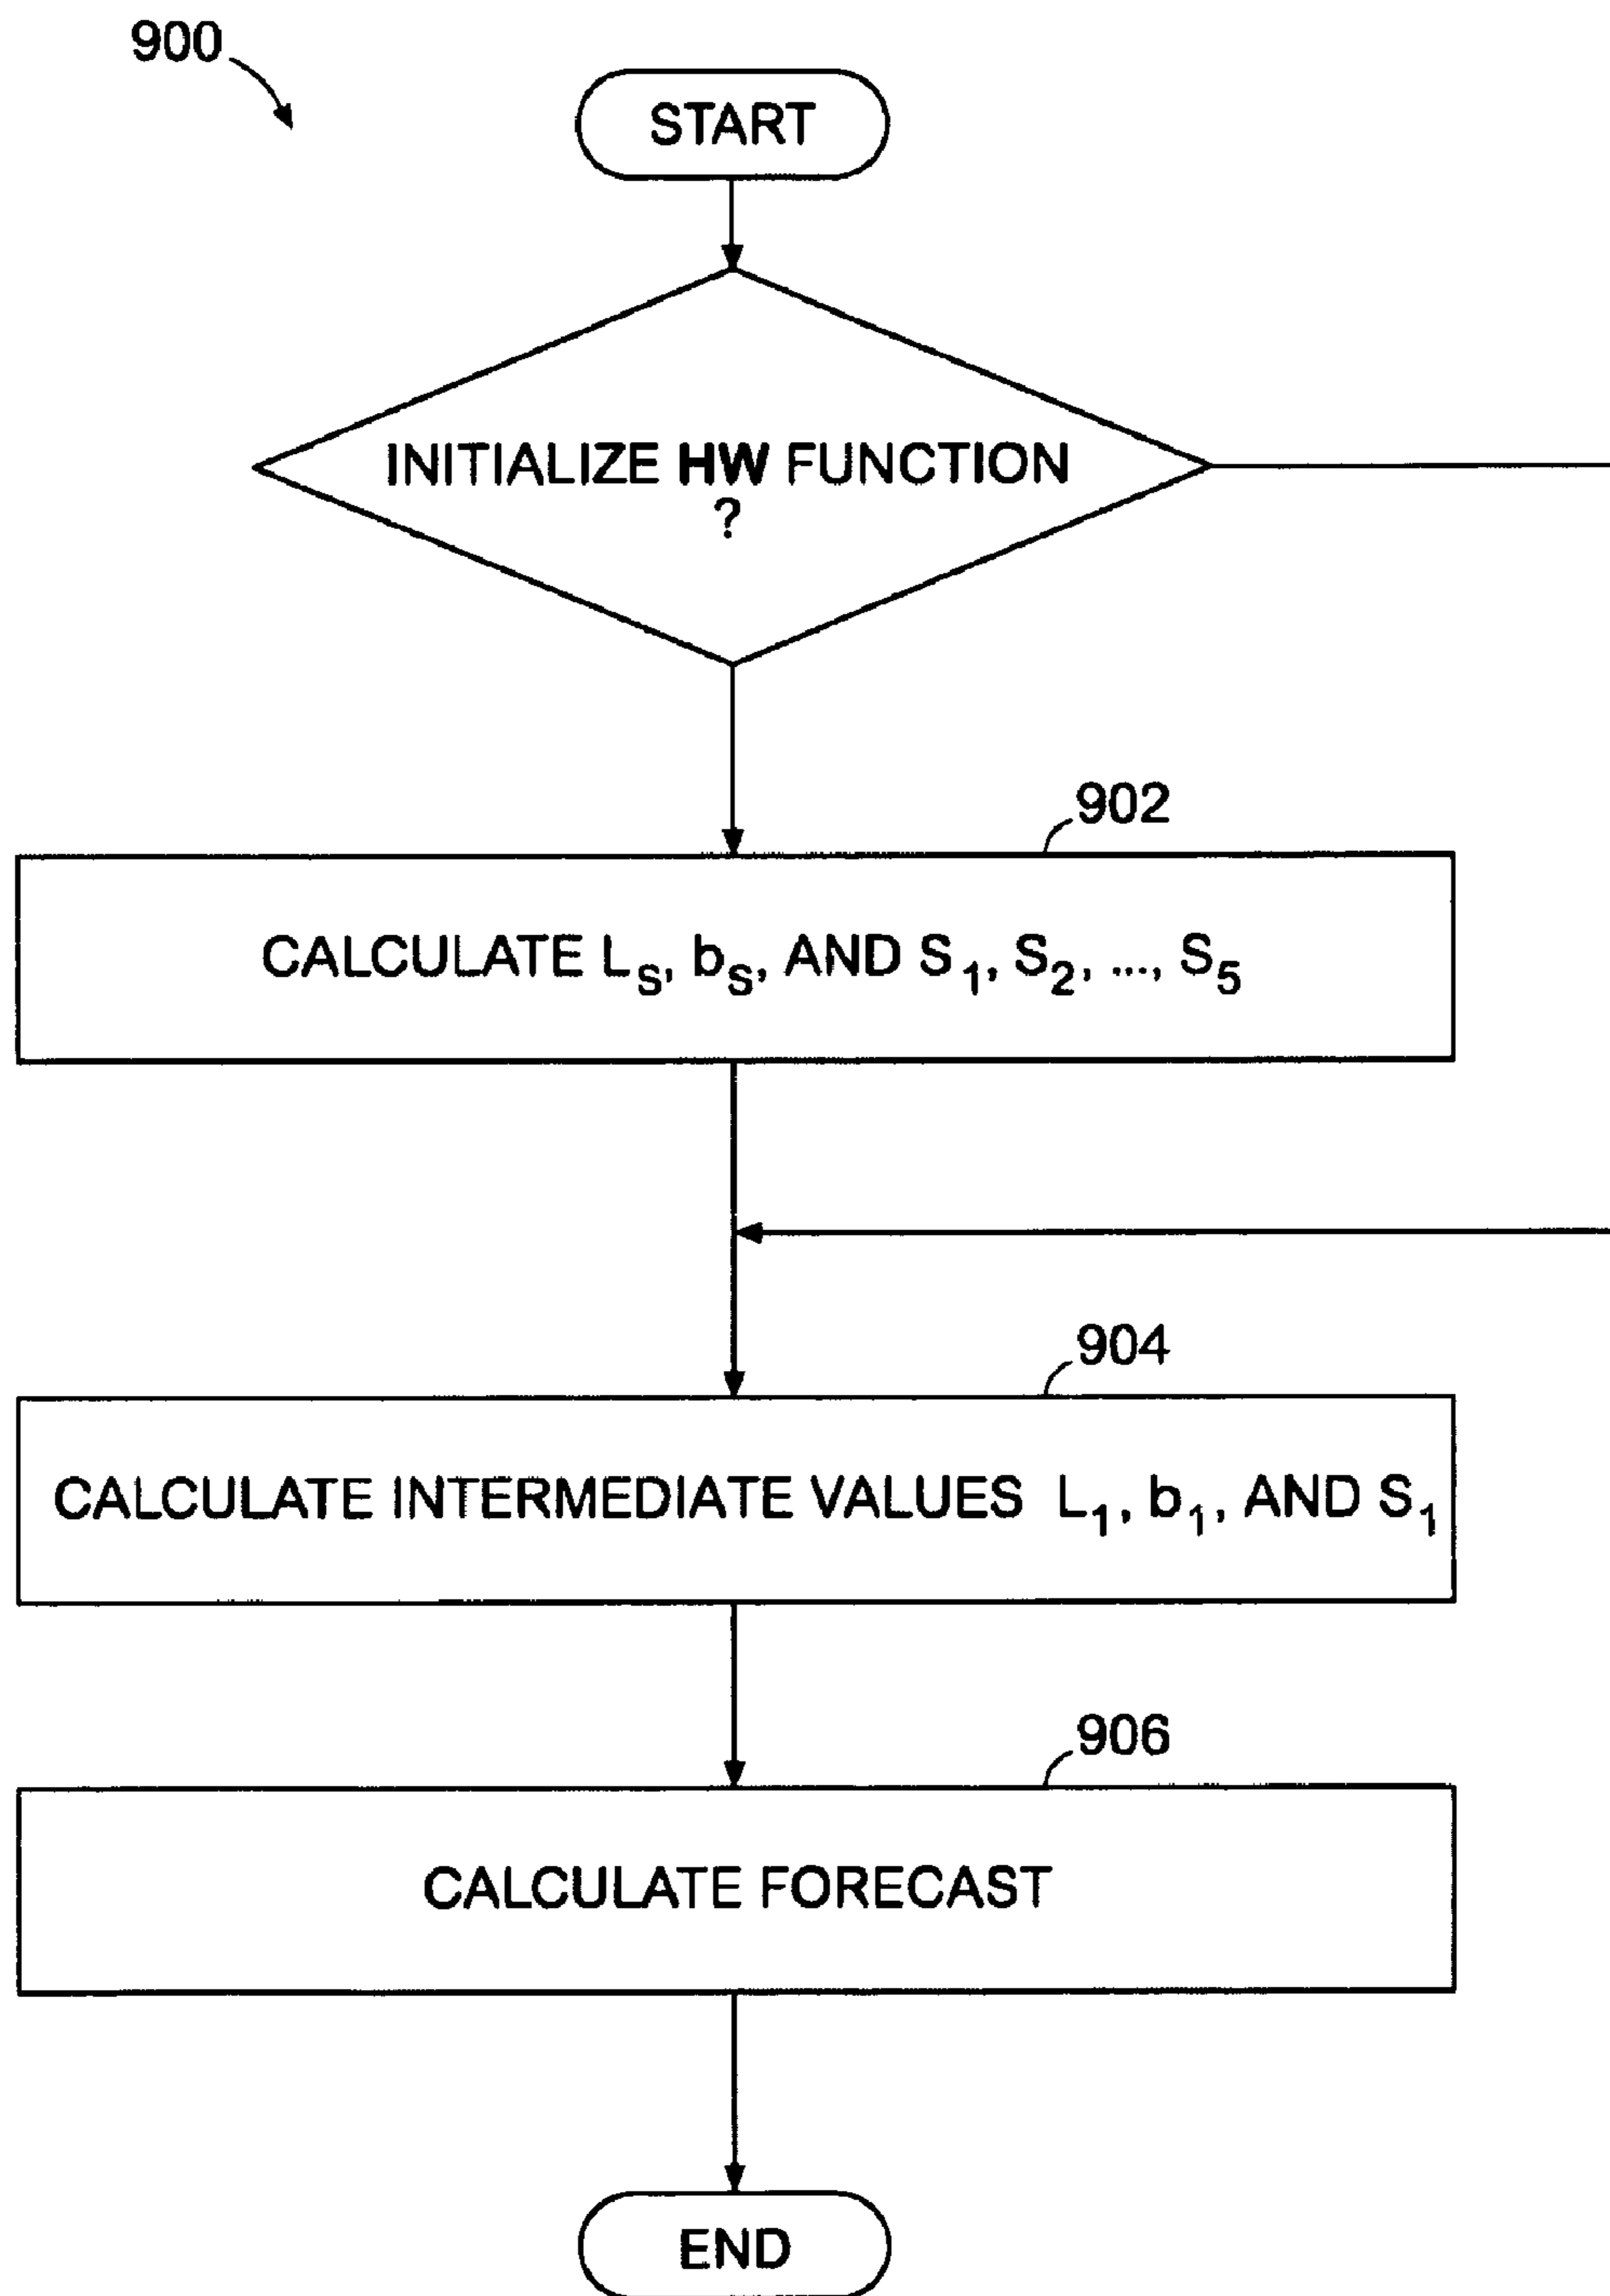 900
START
INITIALIZE HW FUNCTION
?
902
CALCULATE L_S, b_S, AND S_1, S_2, ..., S_5
904
CALCULATE INTERMEDIATE VALUES L_1, b_1, AND S_1
906
CALCULATE FORECAST
END